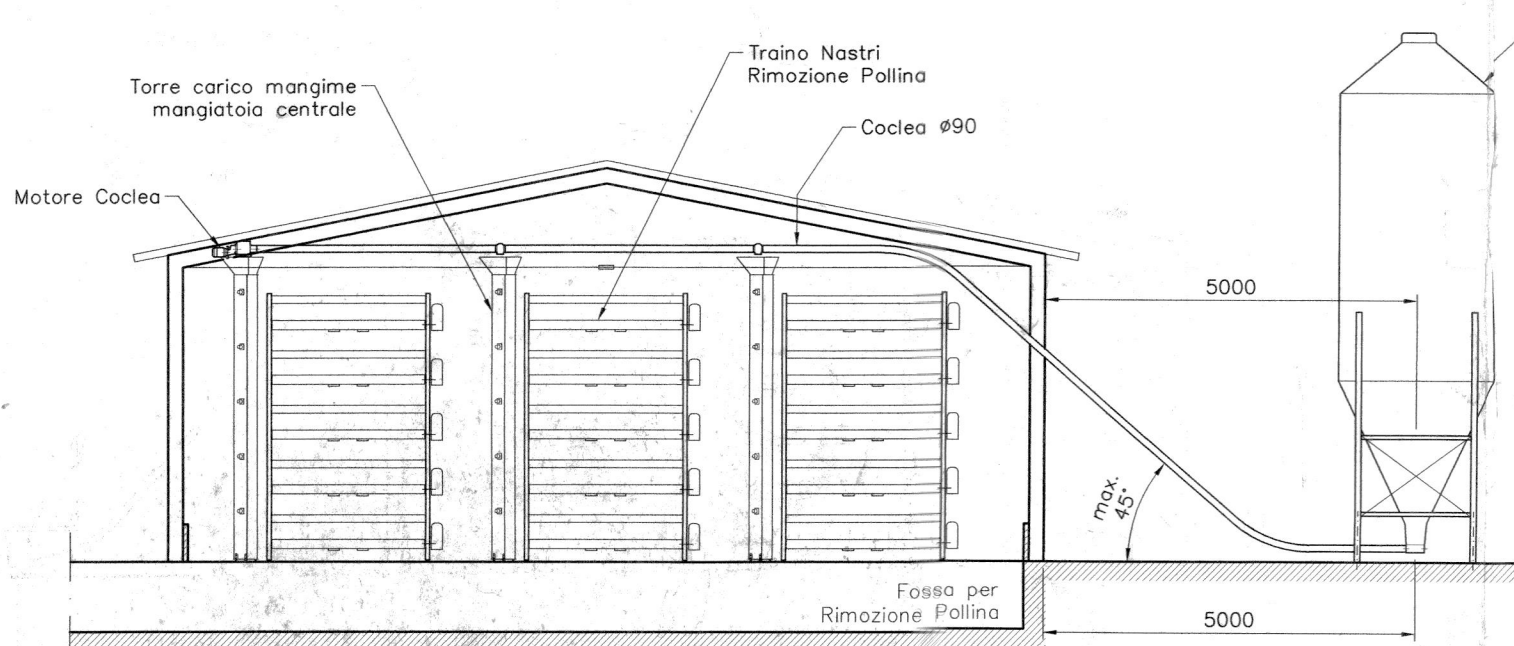 Traino Nastri
Rimozione Pollina
Torre carico mangime
mangiatoia centrale
Coclea ø90
Motore Coclea
5000
max.
45°
Fossa per
Rimozione Pollina
5000